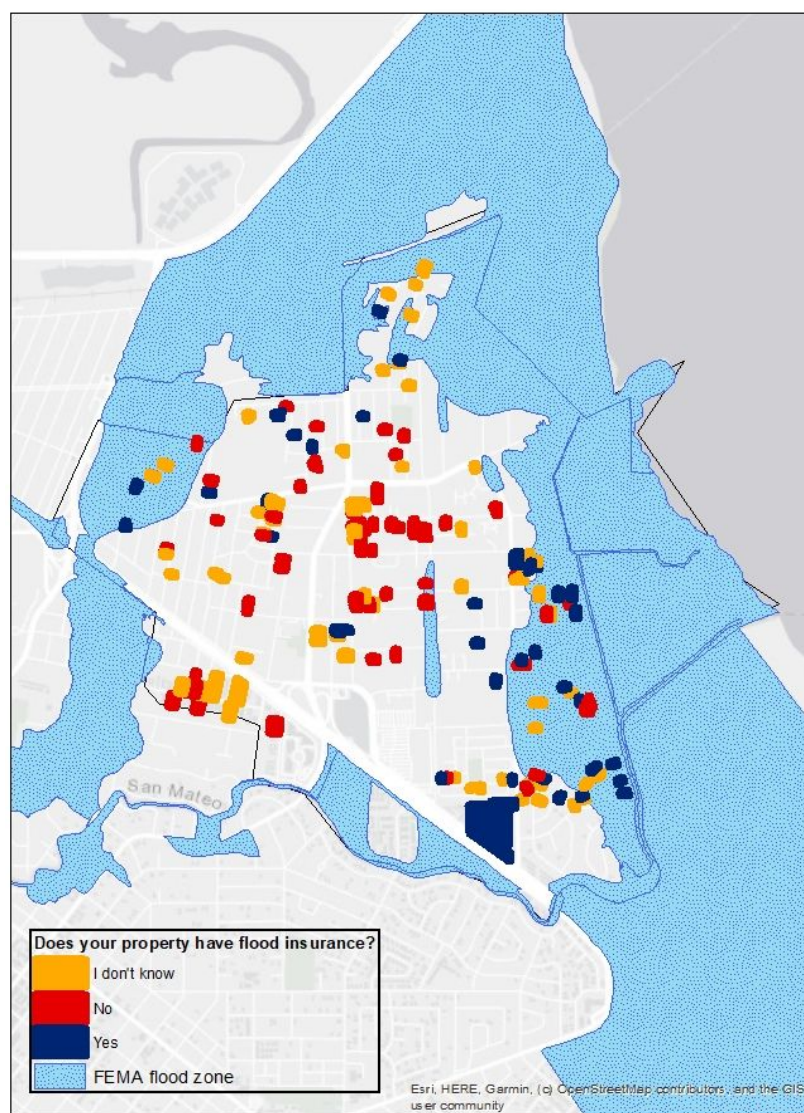 San Mateo
Does your property have flood insurance?
I don't know
No
Yes
FEMA flood zone
Esri, HERE, Garmin, (c) OpenStreetMap contributors, and the GIS
user community